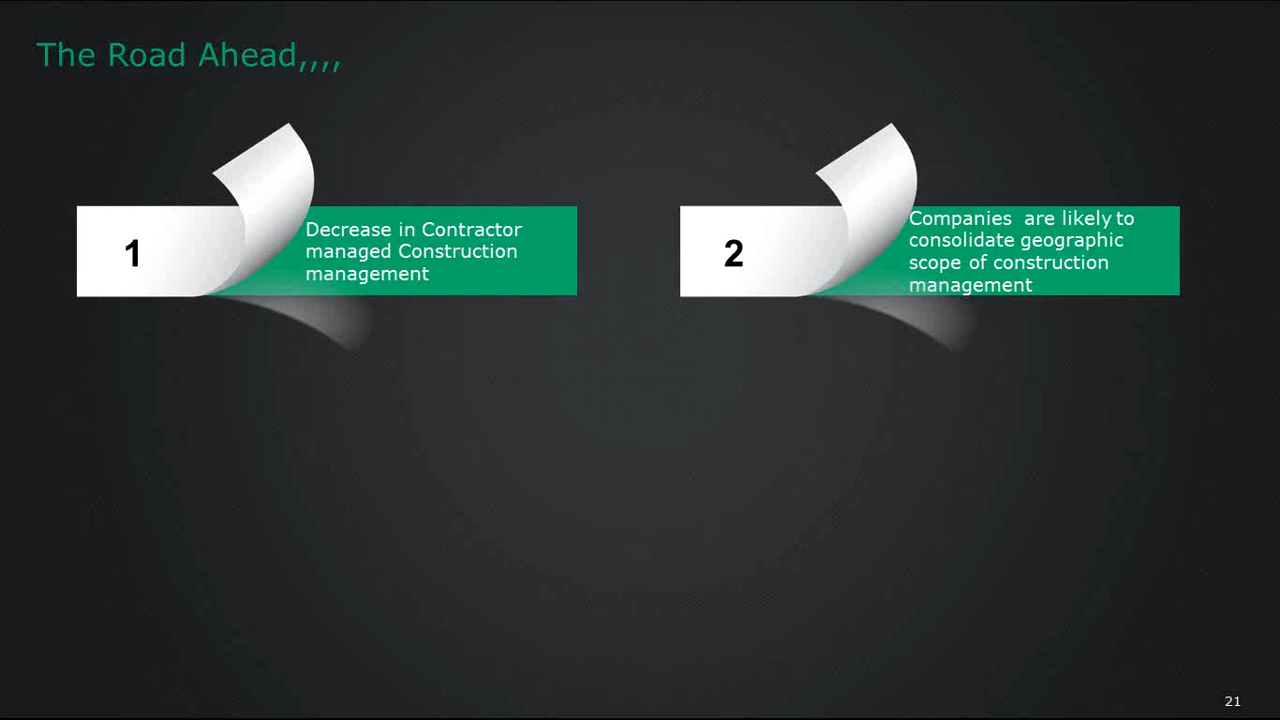 The Road Ahead,,,,
1
Decrease in Contractor
managed Construction
management
2
Companies  are likely to
consolidate geographic
scope of construction
management
21